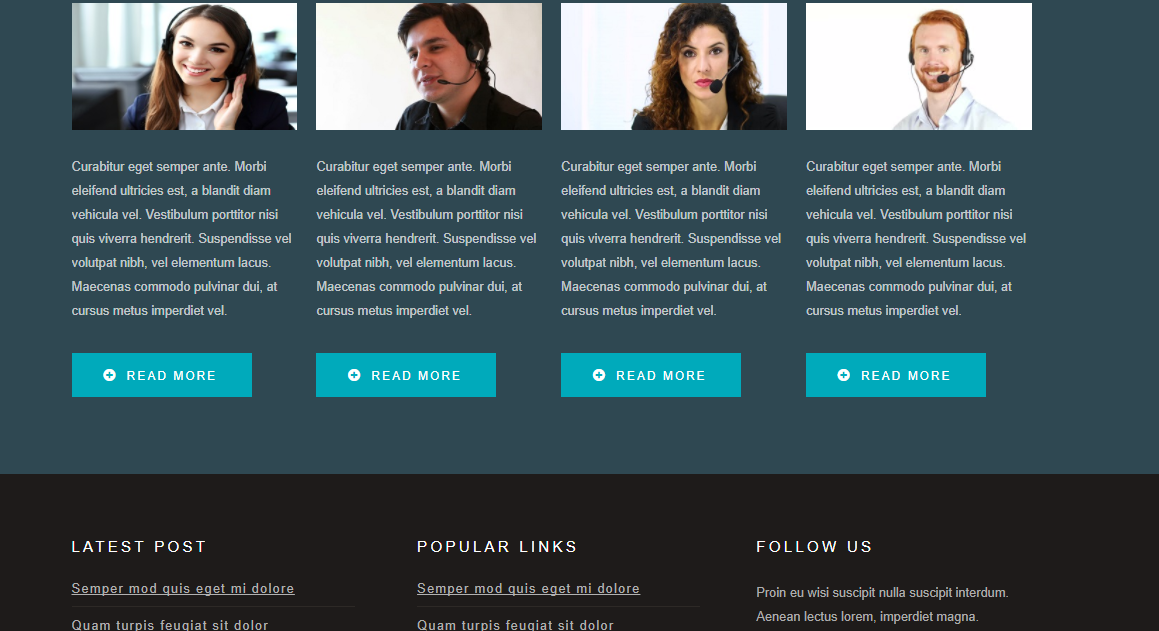 Curabitur eget semper ante. Morbi
eleifend ultricies est, a blandit diam
vehicula vel. Vestibulum porttitor nisi
quis viverra hendrerit. Suspendisse vel
volutpat nibh, vel elementum lacus.
Maecenas commodo pulvinar dui, at
cursus metus imperdiet vel.
READ MORE
Curabitur eget semper ante. Morbi
eleifend ultricies est, a blandit diam
vehicula vel. Vestibulum porttitor nisi
quis viverra hendrerit. Suspendisse vel
volutpat nibh, vel elementum lacus.
Maecenas commodo pulvinar dui, at
cursus metus imperdiet vel.
READ MORE
Curabitur eget semper ante. Morbi
eleifend ultricies est, a blandit diam
vehicula vel. Vestibulum porttitor nisi
quis viverra hendrerit. Suspendisse vel
volutpat nibh, vel elementum lacus.
Maecenas commodo pulvinar dui, at
cursus metus imperdiet vel.
READ MORE
Curabitur eget semper ante. Morbi
eleifend ultricies est, a blandit diam
vehicula vel. Vestibulum porttitor nisi
quis viverra hendrerit. Suspendisse vel
volutpat nibh, vel elementum lacus.
Maecenas commodo pulvinar dui, at
cursus metus imperdiet vel.
READ MORE
LATEST POST
Semper mod quis eget mi dolore
Quam turpis feugiat sit dolor
POPULAR LINKS
Semper mod quis eget mi dolore
Quam turpis feugiat sit dolor
FOLLOW US
Proin eu wisi suscipit nulla suscipit interdum.
Aenean lectus lorem, imperdiet magna.